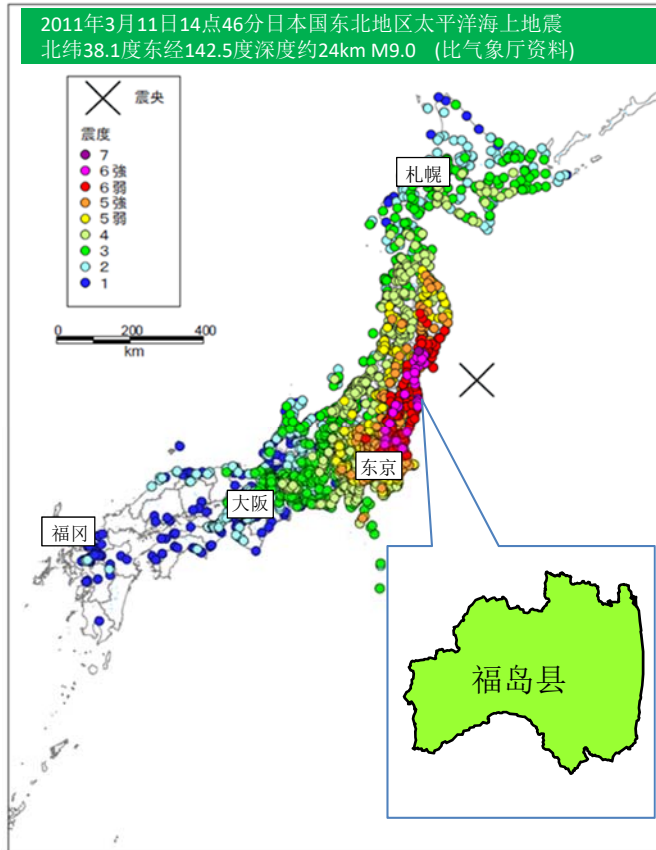 2011年3月11日14点46分日本国东北地区太平洋海上地震
北纬38.1度东经142.5度深度约24km M9.0 (比气象厅资料)
震央
震度
7
6強
6弱
5強
5弱
4
3
2
1
0 200 400
km
札幌
东京
大阪
福冈
福岛县